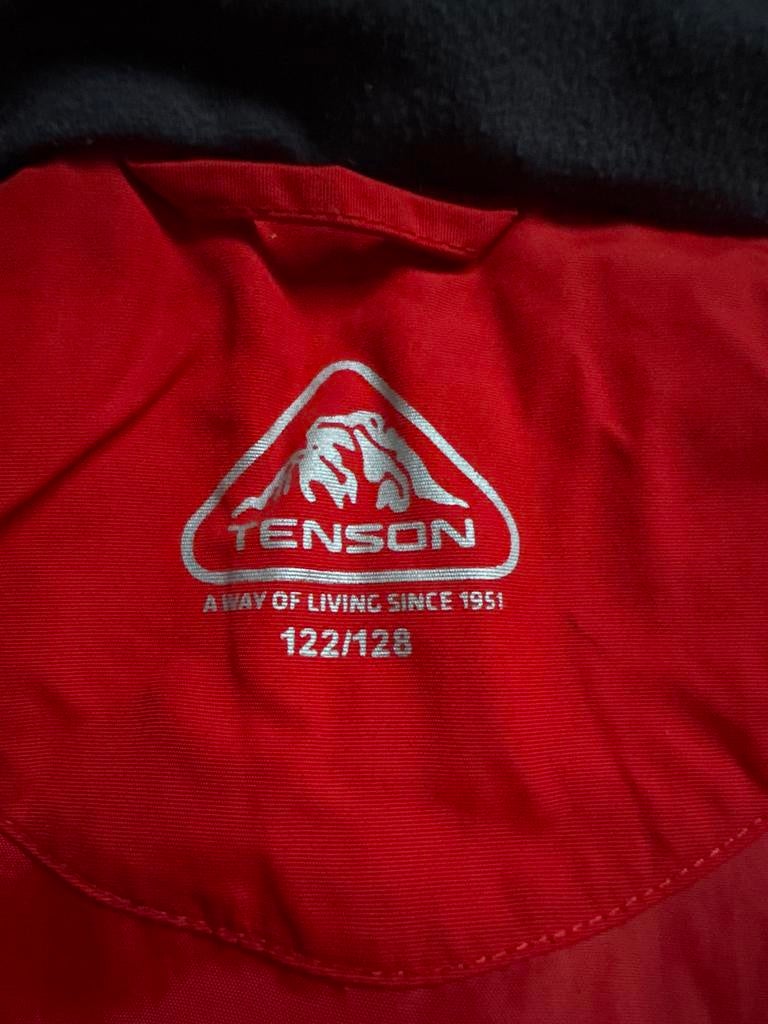 TENSON
A WAY OF LIVING SINCE 1951
122/128